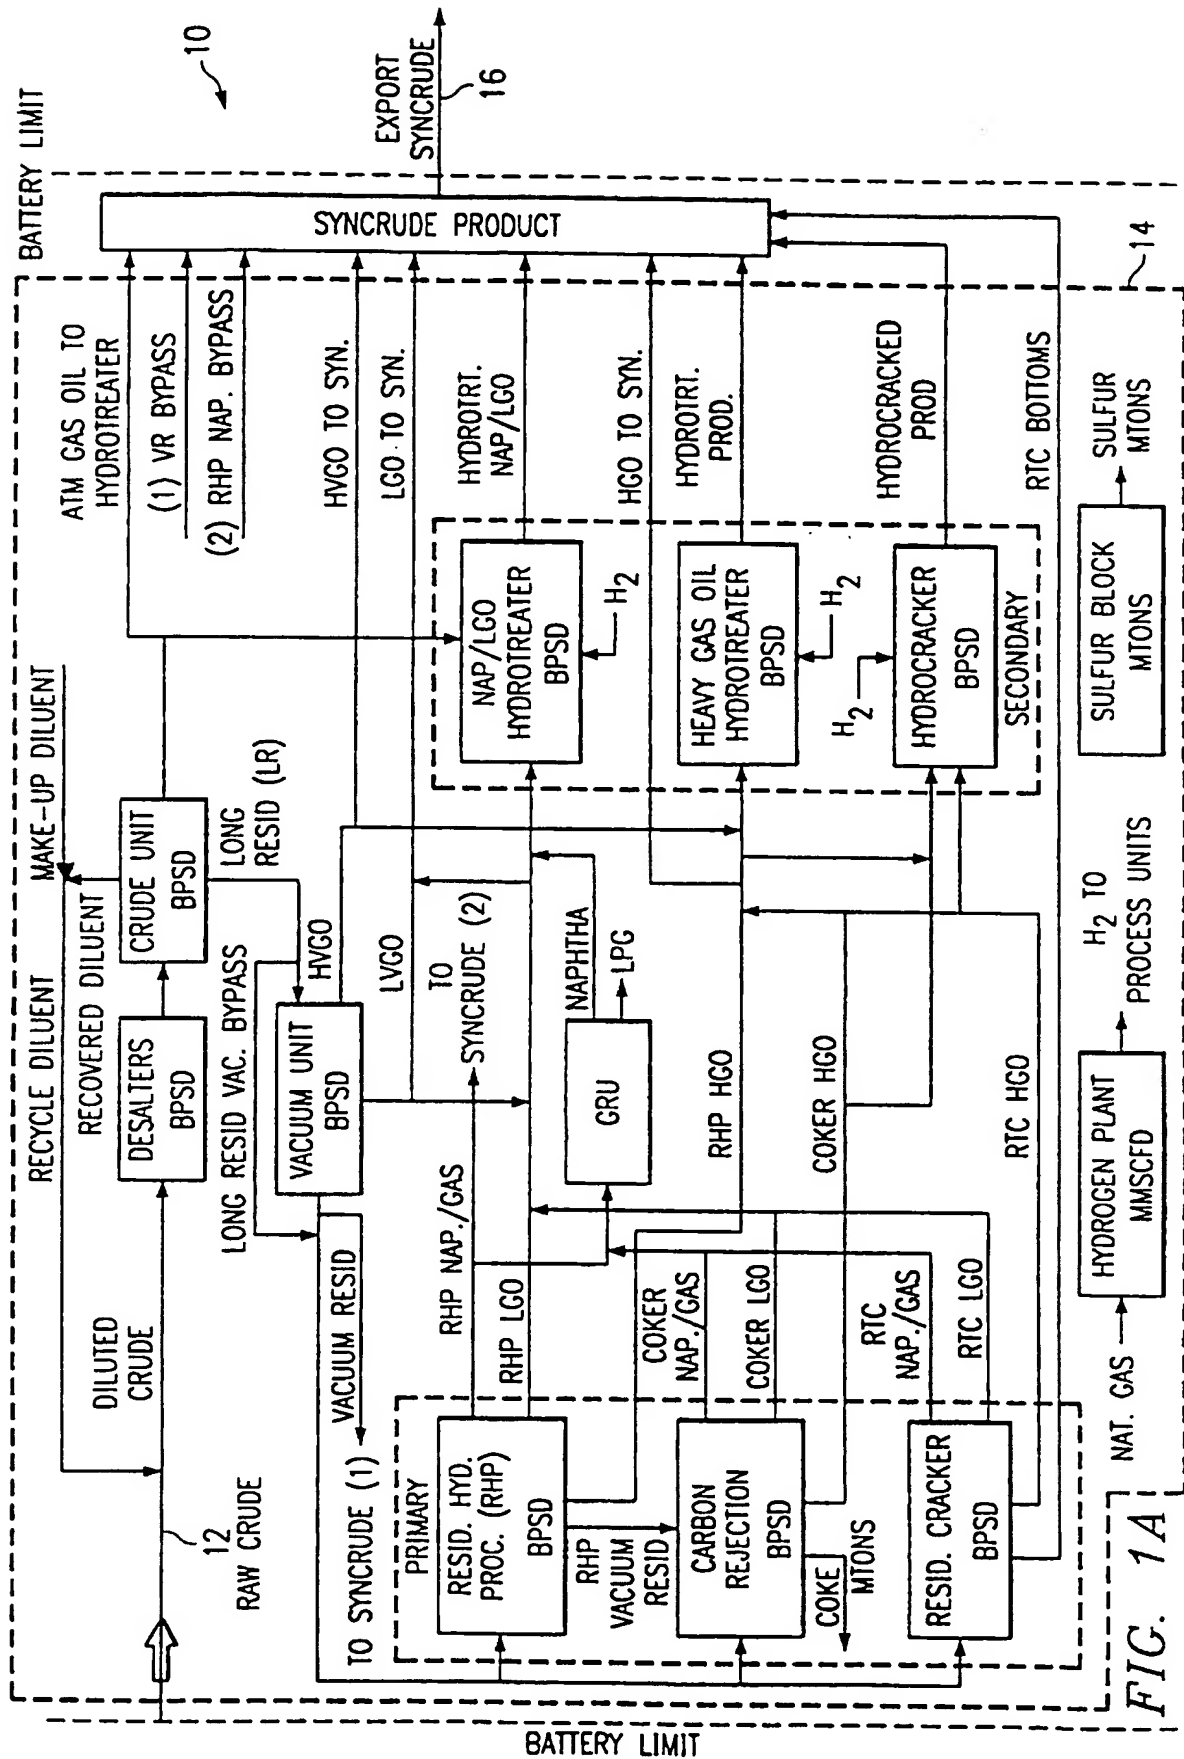 BATTERY LIMIT
10
EXPORT
SYNCRUDE
16
SYNCRUDE PRODUCT
14
RECYCLE DILUENT
MAKE-UP DILUENT
RECOVERED DILUENT
DILUTED
CRUDE
12
RAW CRUDE
DESALTERS
BPSD
CRUDE UNIT
BPSD
LONG
RESID (LR)
LONG RESID VAC. BYPASS
ATM GAS OIL TO
HYDROTREATER
(1) VR BYPASS
(2) RHP NAP. BYPASS
HVGO
VACUUM UNIT
BPSD
HVGO TO SYN.
LVGO
LGO TO SYN.
TO SYNCRUDE (1)
VACUUM RESID
TO
SYNCRUDE (2)
RHP NAP./GAS
RHP LGO
NAPHTHA
LPG
GRU
HYDROTRT.
NAP/LGO
NAP/LGO
HYDROTREATER
BPSD
H2
PRIMARY
RESID. HYD.
PROC. (RHP)
BPSD
RHP
VACUUM
RESID
RHP HGO
HGO TO SYN.
HEAVY GAS OIL
HYDROTREATER
BPSD
HYDROTRT.
PROD.
H2
H2
CARBON
REJECTION
BPSD
COKE
MTONS
COKER
NAP./GAS
COKER LGO
COKER HGO
HYDROCRACKER
BPSD
HYDROCRACKED
PROD
SECONDARY
RESID. CRACKER
BPSD
RTC
NAP./GAS
RTC LGO
RTC HGO
RTC BOTTOMS
NAT. GAS
HYDROGEN PLANT
MMSCFD
H2 TO
PROCESS UNITS
SULFUR BLOCK
MTONS
SULFUR
MTONS
BATTERY LIMIT
FIG. 1A